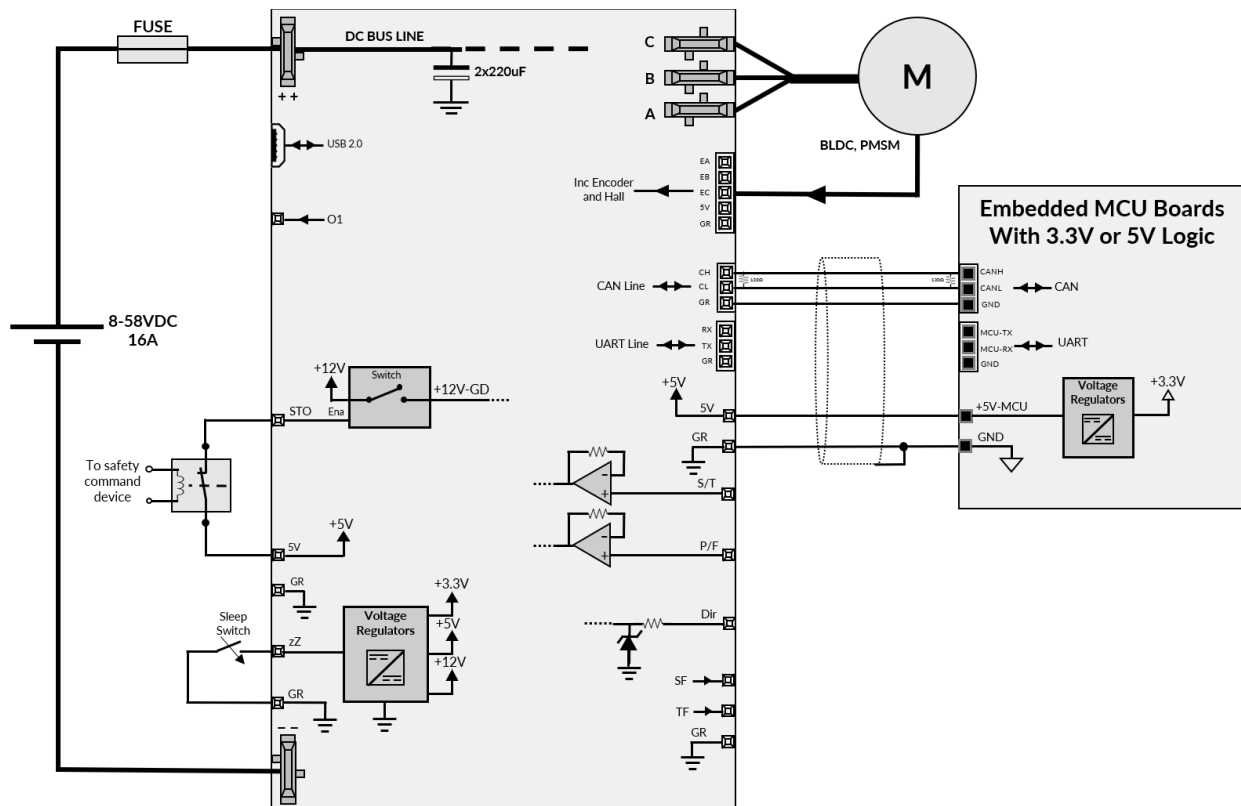 FUSE
DC BUS LINE
2x220uF
++
USB 2.0
O1
8-58VDC
16A
+12V
Switch
+12V-GD
STO
Ena
To safety
command
device
+5V
5V
GR
Sleep
Switch
zZ
Voltage
Regulators
+3.3V
+5V
+12V
GR
--
C
B
A
M
BLDC, PMSM
EA
EB
EC
5V
GR
Inc Encoder
and Hall
CH
CL
GR
CAN Line
120Ω
120Ω
RX
TX
GR
UART Line
+5V
5V
GR
S/T
-
+
P/F
-
+
Dir
SF
TF
GR
Embedded MCU Boards
With 3.3V or 5V Logic
CANH
CANL
GND
CAN
MCU-TX
MCU-RX
GND
UART
+5V-MCU
GND
Voltage
Regulators
+3.3V